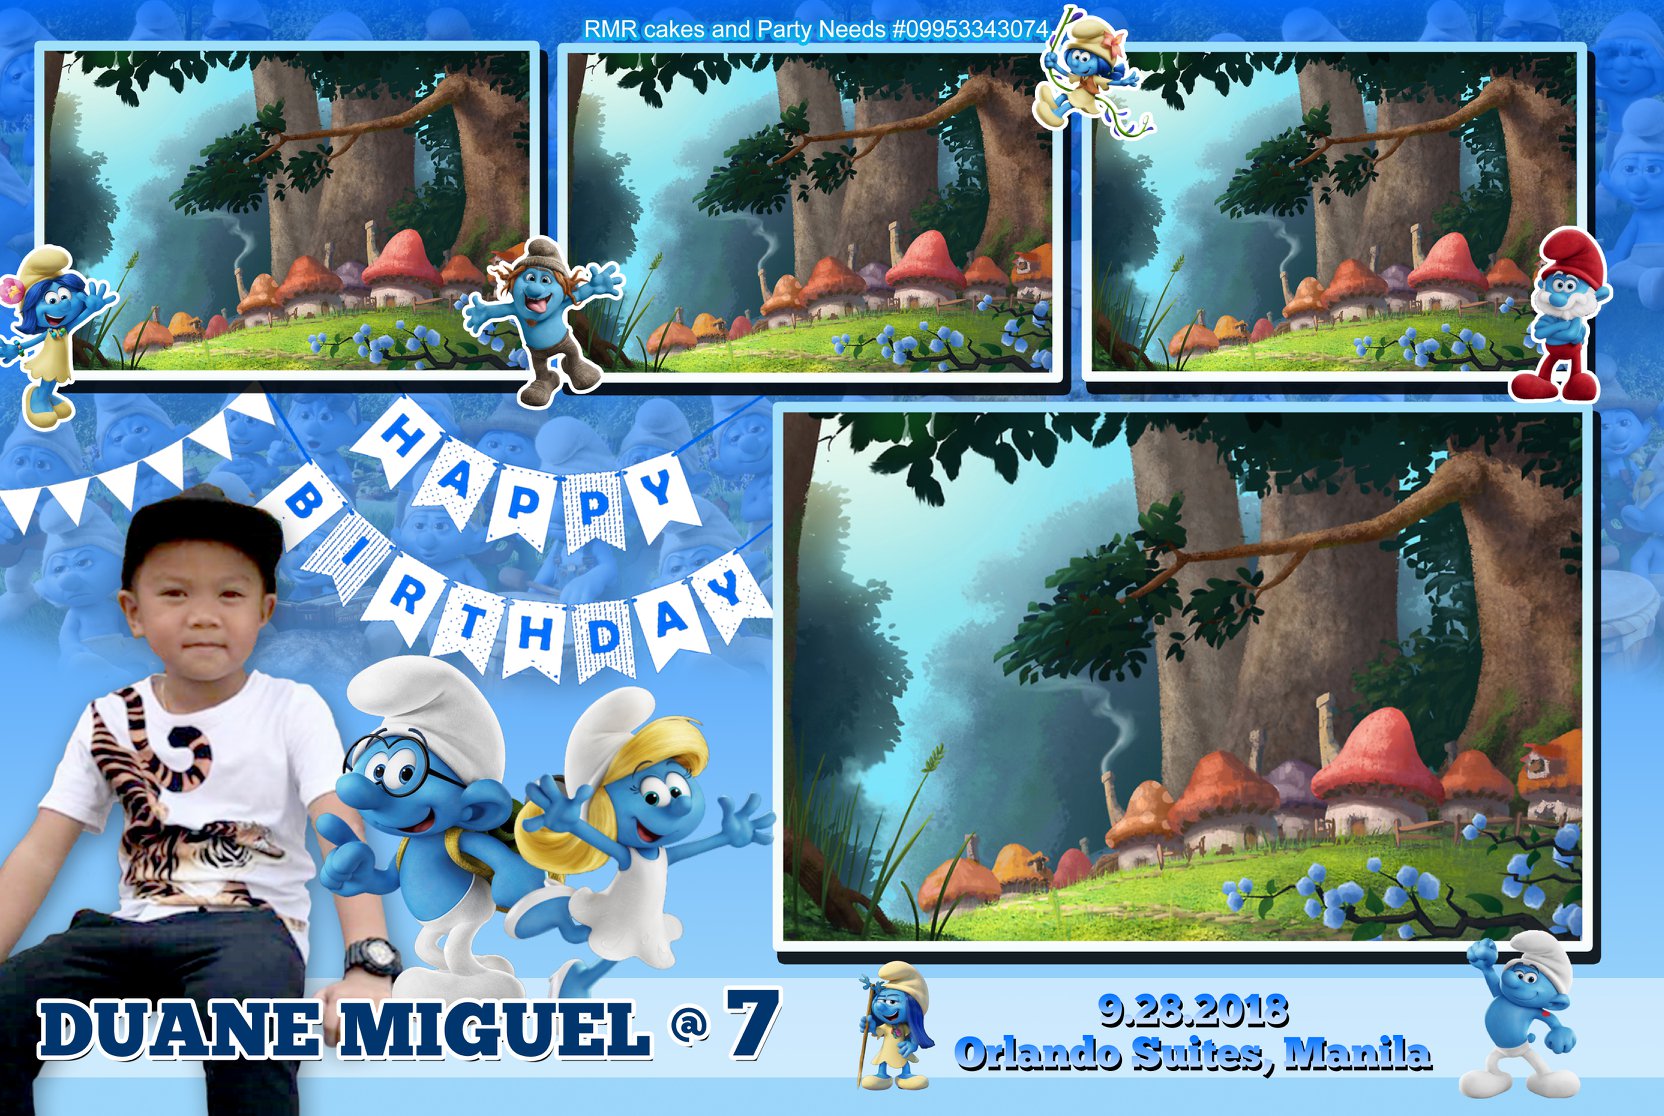 RMR cakes and Party Needs #09953343074
HAPPY
BIRTHDAY
DUANE MIGUEL @ 7
9.28.2018
Orlando Suites, Manila